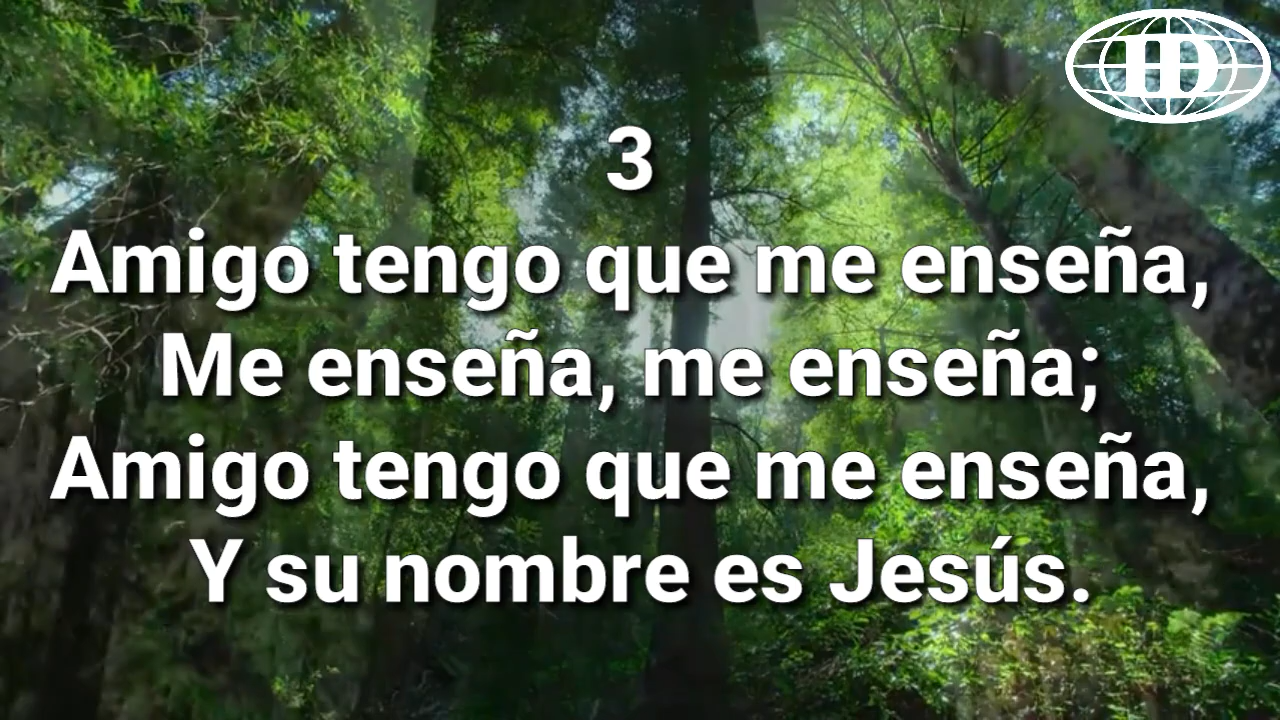 ID
3
Amigo tengo que me enseña,
Me enseña, me enseña;
Amigo tengo que me enseña,
Y su nombre es Jesús.